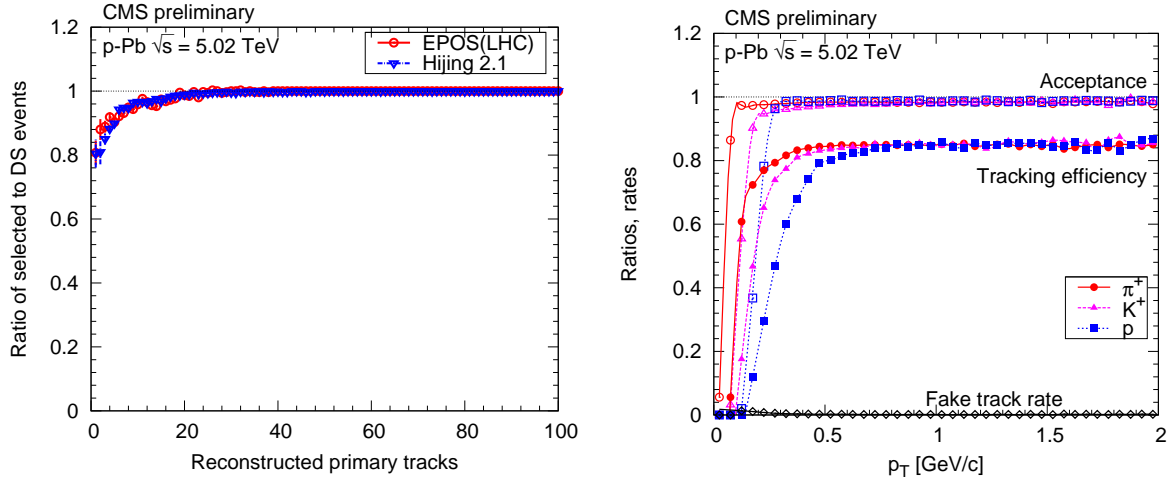 CMS preliminary
p-Pb √s = 5.02 TeV
EPOS(LHC)
Hijing 2.1
Ratio of selected to DS events
1.2
1
0.8
0.6
0.4
0.2
0
0 20 40 60 80 100
Reconstructed primary tracks
CMS preliminary
p-Pb √s = 5.02 TeV
Acceptance
Tracking efficiency
π+
K+
p
Fake track rate
Ratios, rates
1.2
1
0.8
0.6
0.4
0.2
0
0 0.5 1 1.5 2
pT [GeV/c]